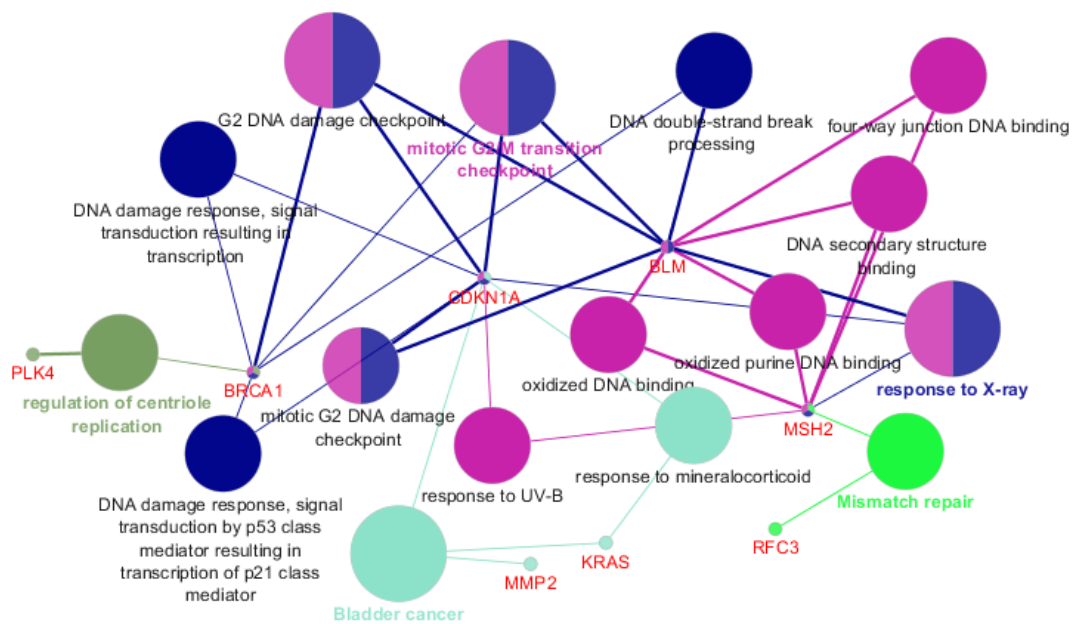 G2 DNA damage checkpoint
mitotic G2/M transition
checkpoint
DNA double-strand break
processing
four-way junction DNA binding
DNA damage response, signal
transduction resulting in
transcription
DNA secondary structure
binding
BLM
CDKN1A
PLK4
regulation of centriole
replication
BRCA1
mitotic G2 DNA damage
checkpoint
oxidized DNA binding
oxidized purine DNA binding
response to X-ray
MSH2
response to UV-B
response to mineralocorticoid
Mismatch repair
DNA damage response, signal
transduction by p53 class
mediator resulting in
transcription of p21 class
mediator
RFC3
KRAS
MMP2
Bladder cancer